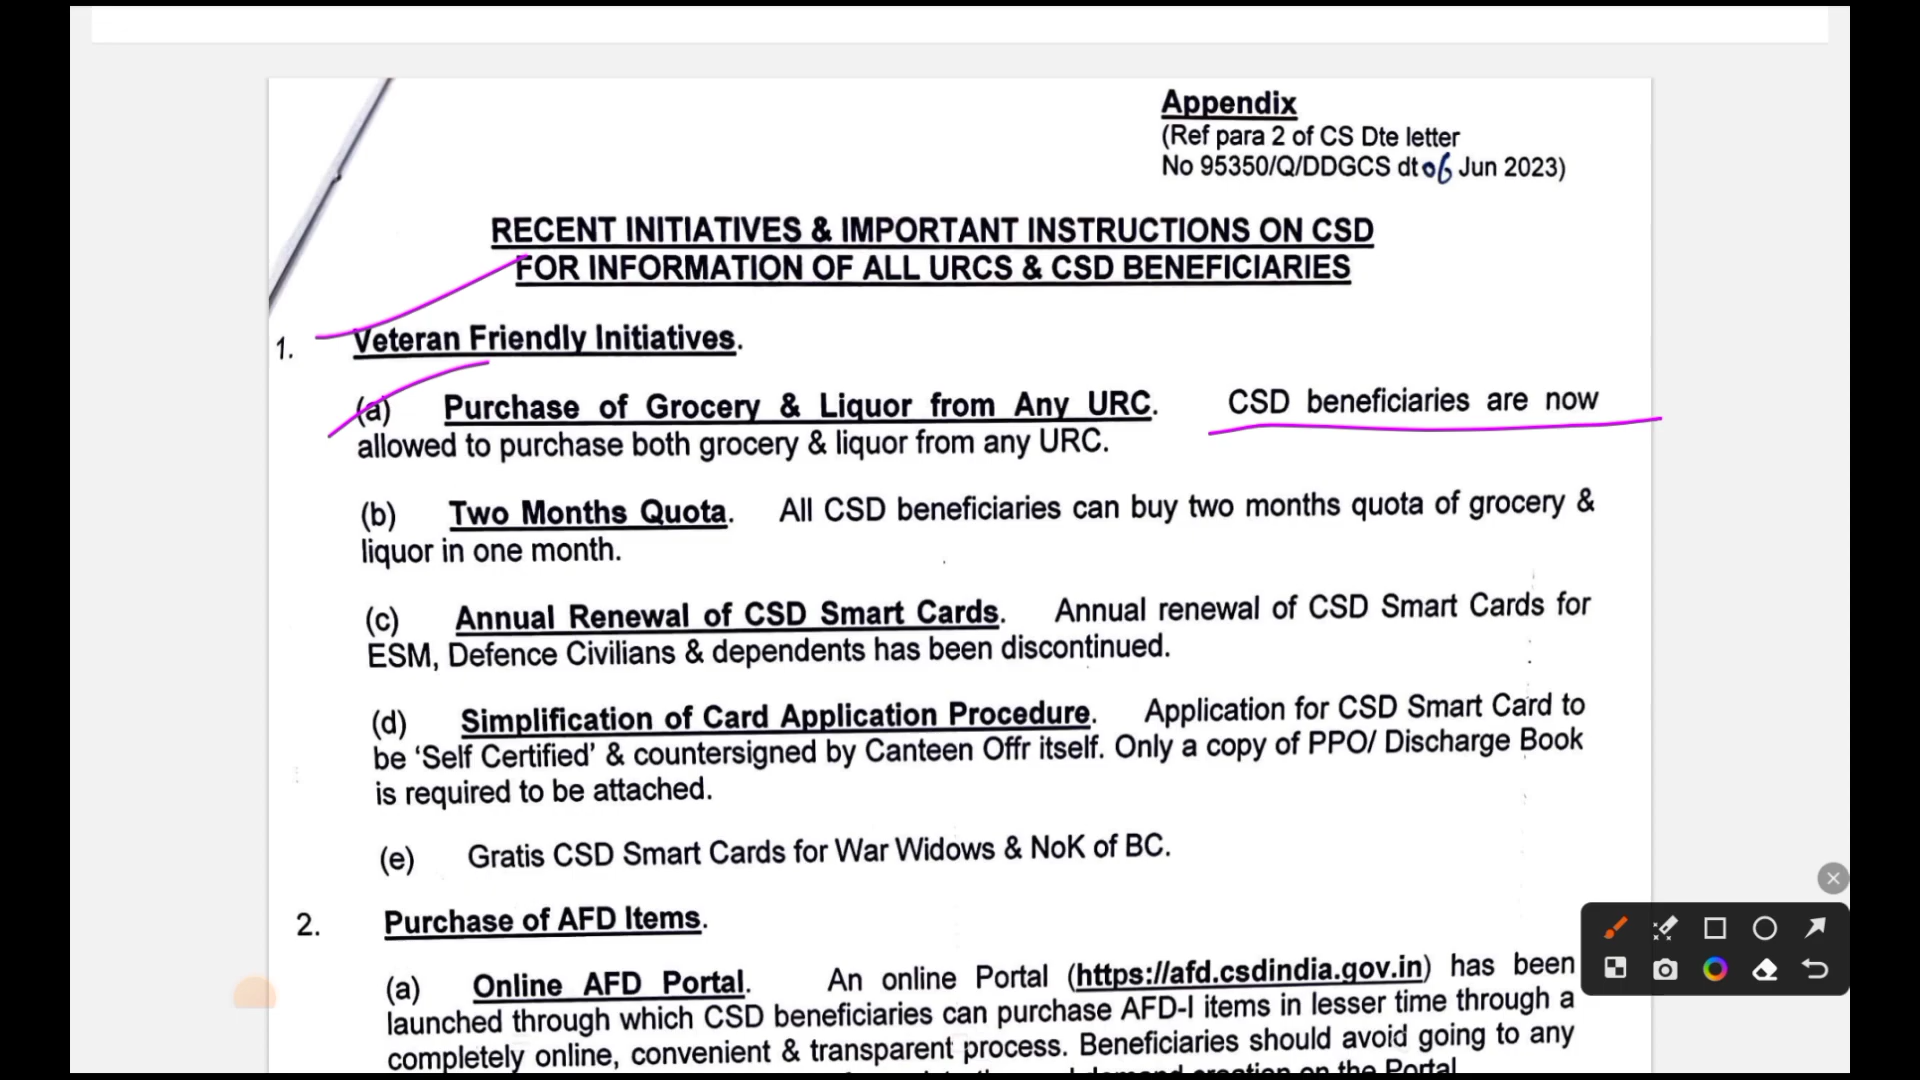 Appendix
(Ref para 2 of CS Dte letter
No 95350/Q/DDGCS dt 06 Jun 2023)
RECENT INITIATIVES & IMPORTANT INSTRUCTIONS ON CSD
FOR INFORMATION OF ALL URCS & CSD BENEFICIARIES
1. Veteran Friendly Initiatives.
(a) Purchase of Grocery & Liquor from Any URC. CSD beneficiaries are now
allowed to purchase both grocery & liquor from any URC.
(b) Two Months Quota. All CSD beneficiaries can buy two months quota of grocery &
liquor in one month.
(c) Annual Renewal of CSD Smart Cards. Annual renewal of CSD Smart Cards for
ESM, Defence Civilians & dependents has been discontinued.
(d) Simplification of Card Application Procedure. Application for CSD Smart Card to
be ‘Self Certified’ & countersigned by Canteen Offr itself. Only a copy of PPO/ Discharge Book
is required to be attached.
(e) Gratis CSD Smart Cards for War Widows & NoK of BC.
2. Purchase of AFD Items.
(a) Online AFD Portal. An online Portal (https://afd.csdindia.gov.in) has been
launched through which CSD beneficiaries can purchase AFD-I items in lesser time through a
completely online, convenient & transparent process. Beneficiaries should avoid going to any
demand creation on the Portal